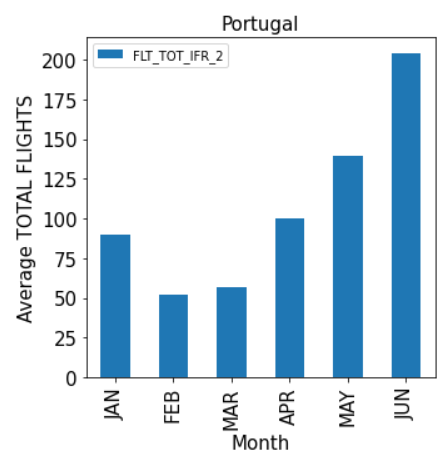 Portugal
FLT_TOT_IFR_2
Average TOTAL FLIGHTS
200
175
150
125
100
75
50
25
0
JAN
FEB
MAR
APR
MAY
JUN
Month